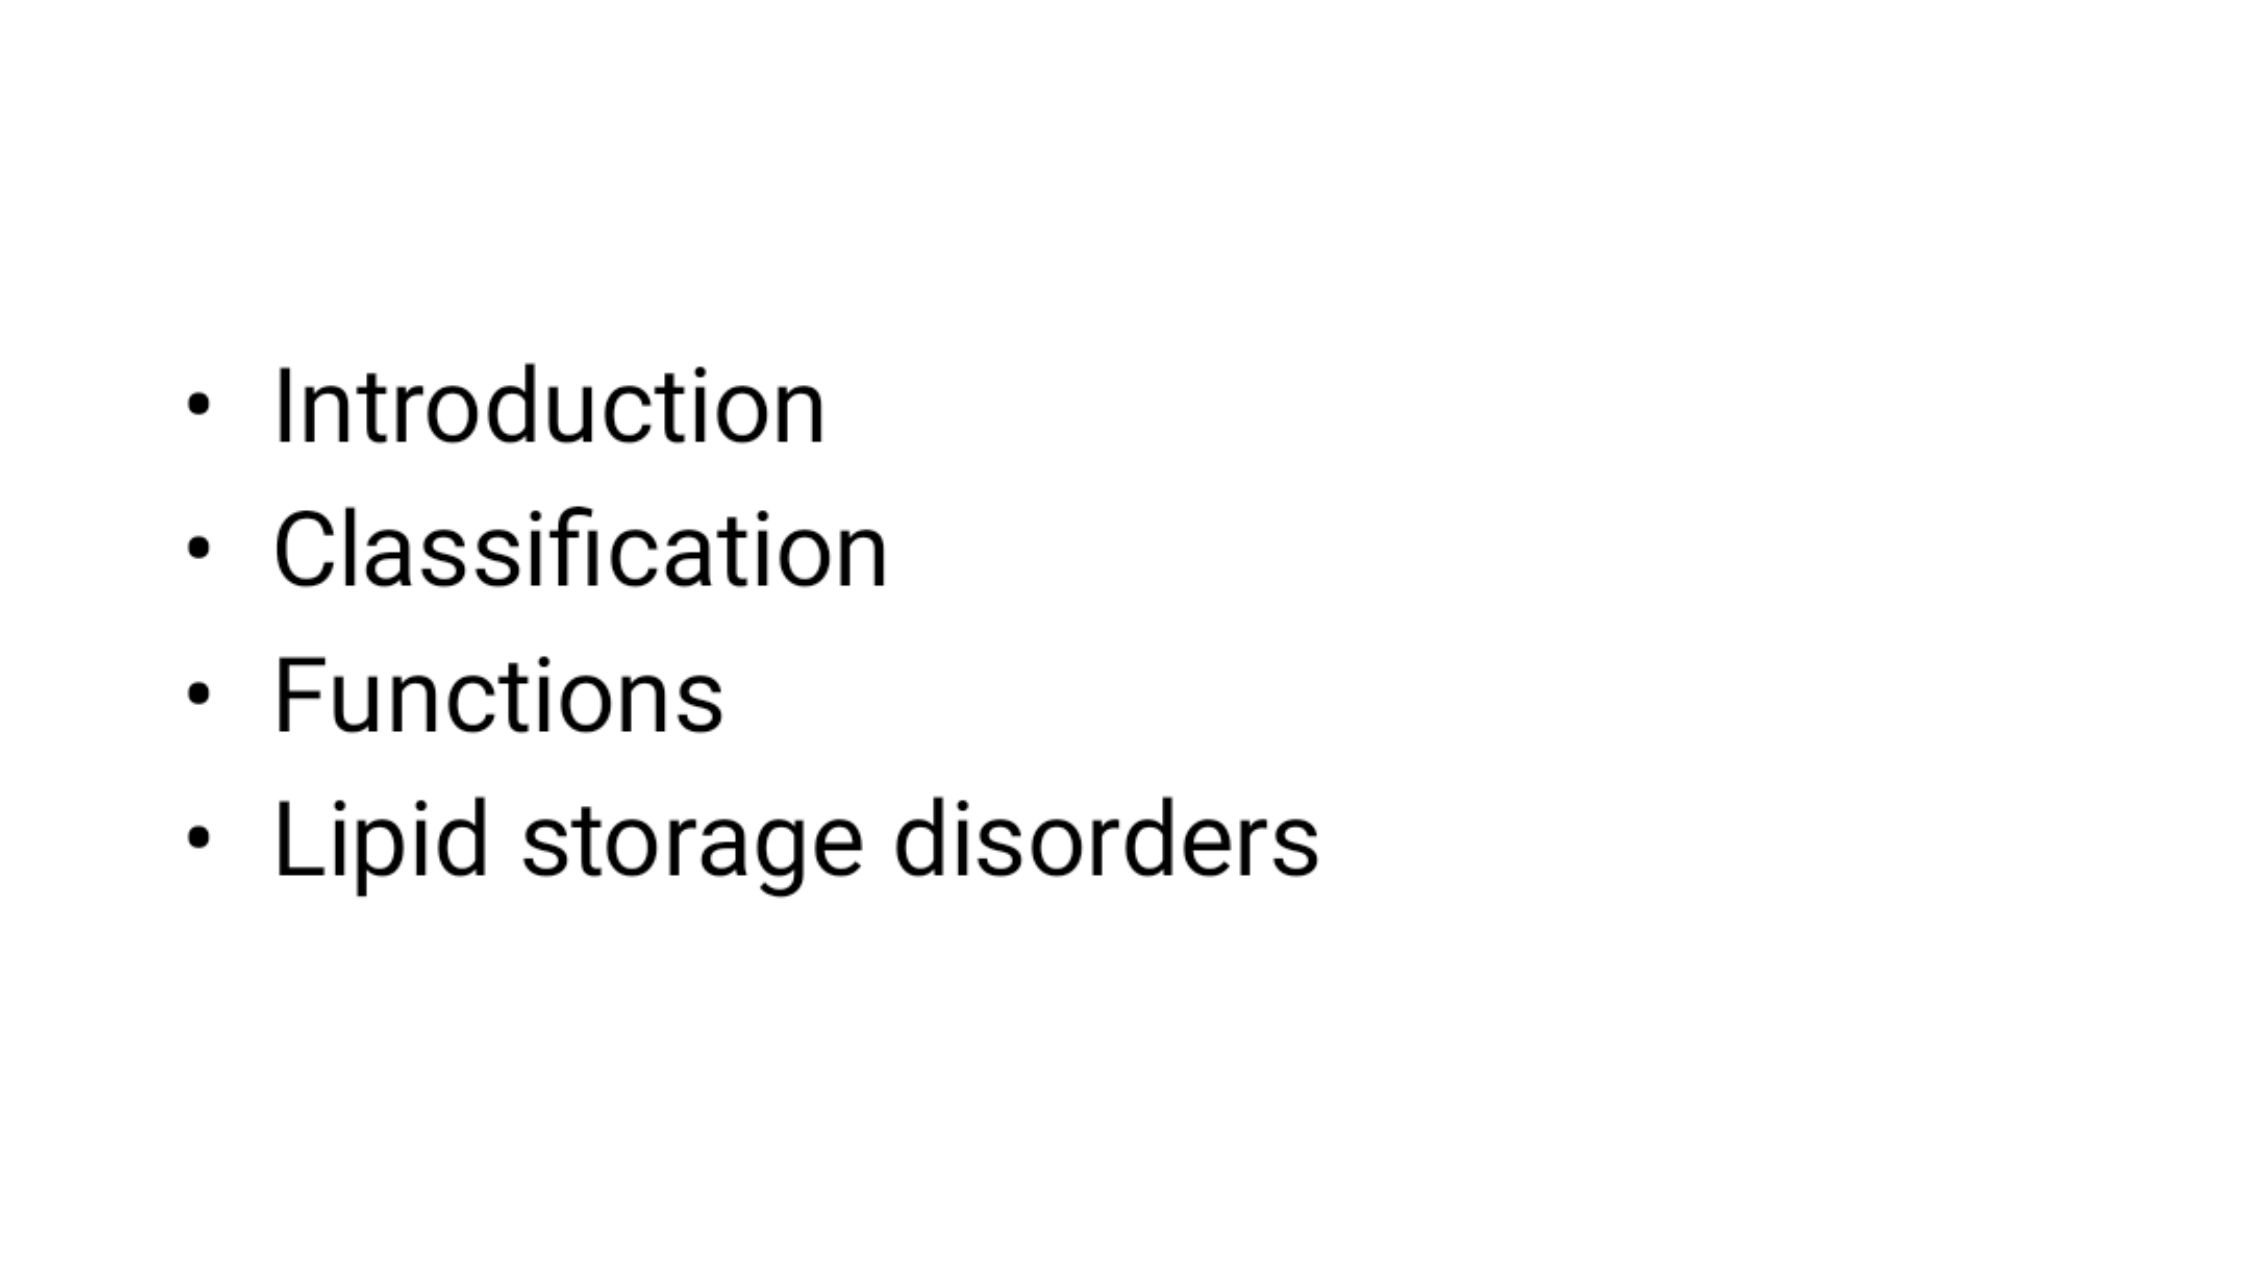 • Introduction
• Classification
• Functions
• Lipid storage disorders